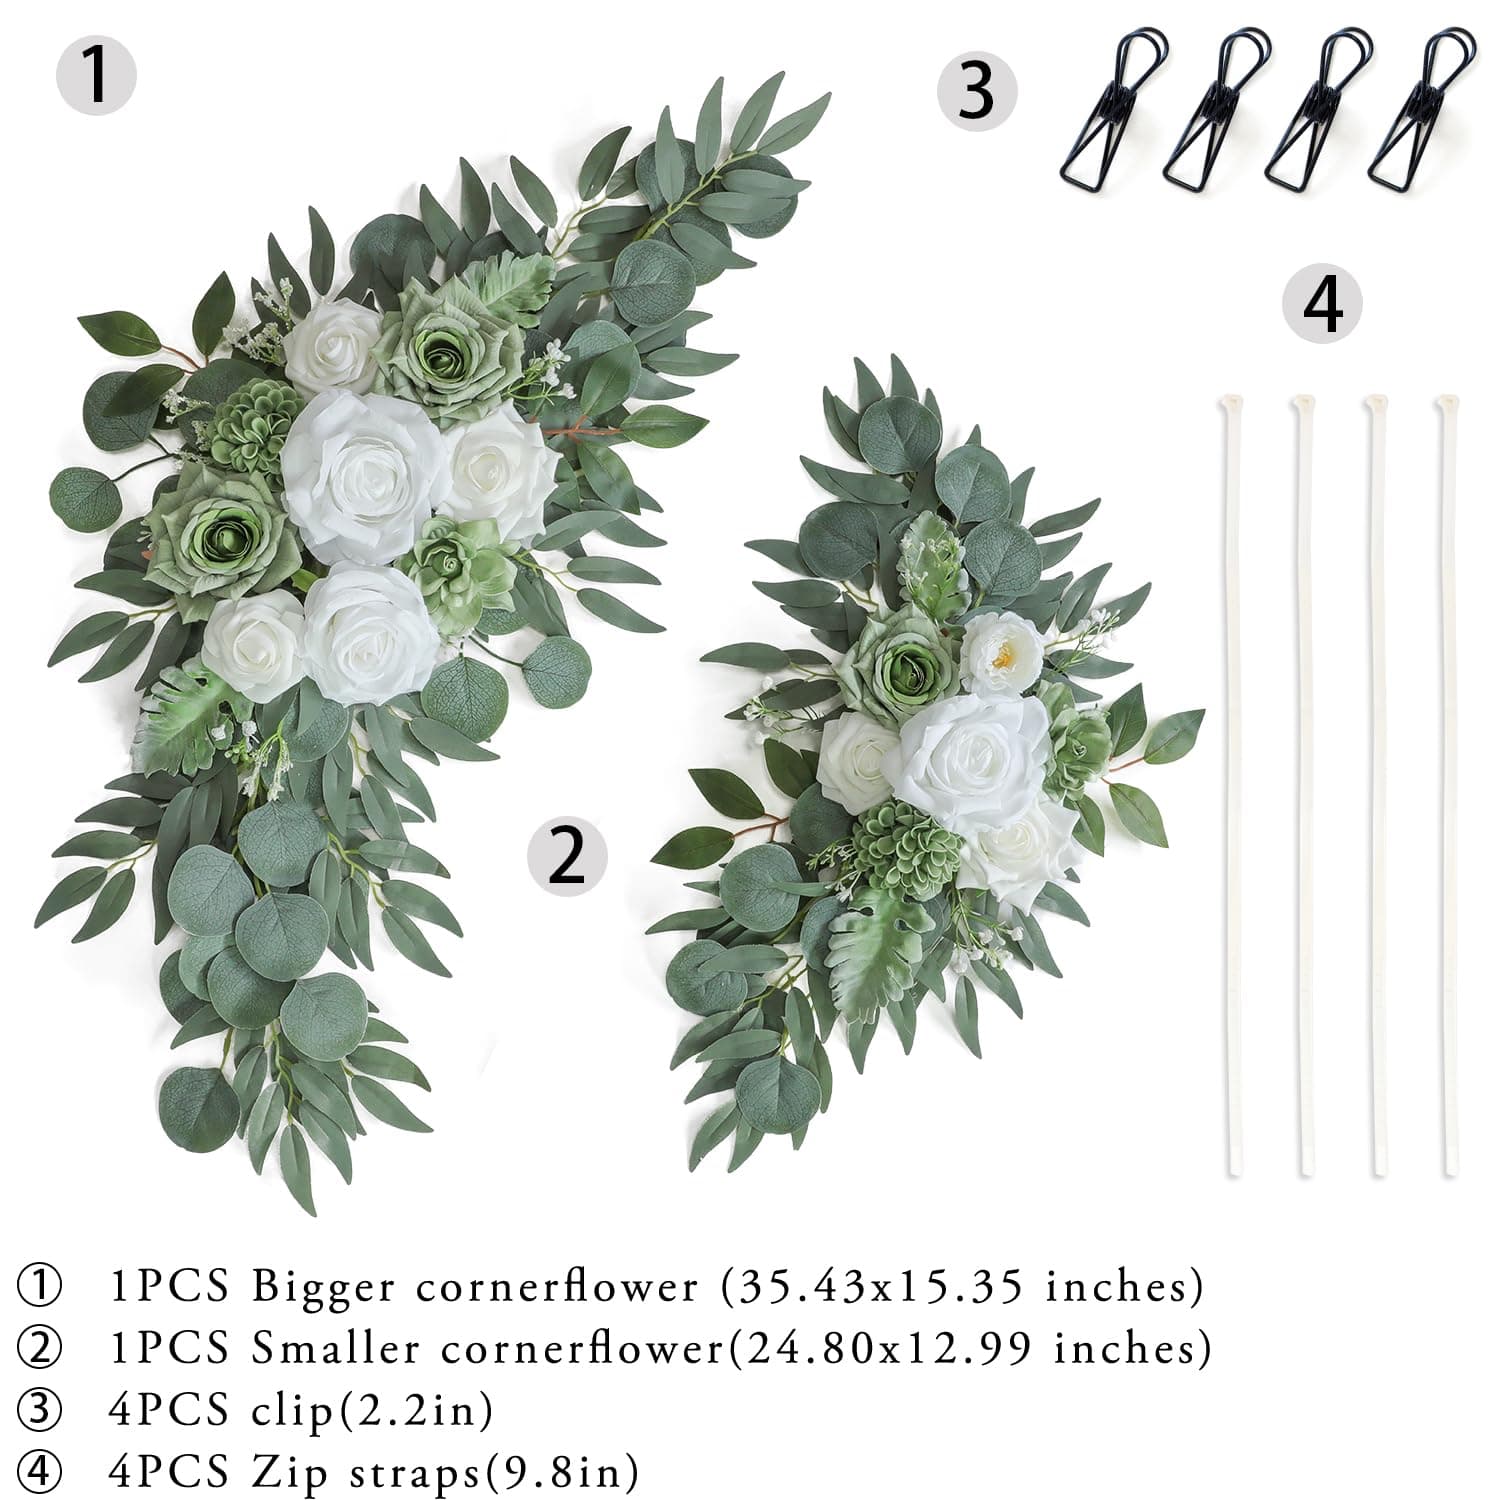 1
3
4
2
① 1PCS Bigger cornerflower (35.43x15.35 inches)
② 1PCS Smaller cornerflower(24.80x12.99 inches)
③ 4PCS clip(2.2in)
④ 4PCS Zip straps(9.8in)